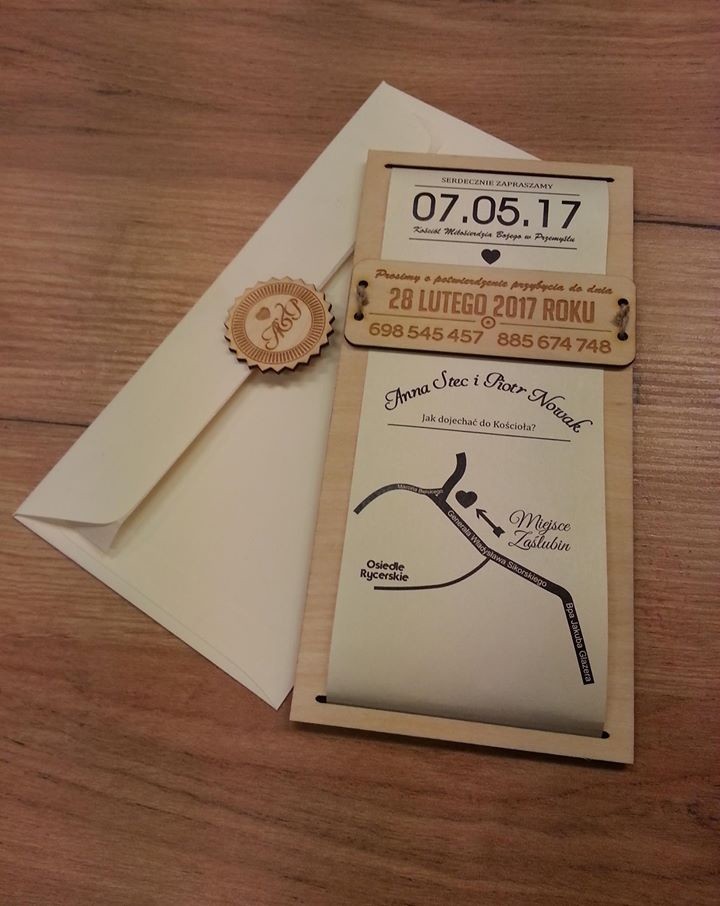 SERDECZNIE ZAPRASZAMY
07.05.17
Kościół Miłosierdzia Bożego w Przemyślu
Prosimy o potwierdzenie przybycia do dnia
28 LUTEGO 2017 ROKU
698 545 457 885 674 748
Anna Stec i Piotr Nowak
Jak dojechać do Kościoła?
Marcina Bielskiego
Miejsce
Zaślubin
Generała Władysława Sikorskiego
Osiedle
Rycerskie
Bpa Jakuba Glazera
A&P